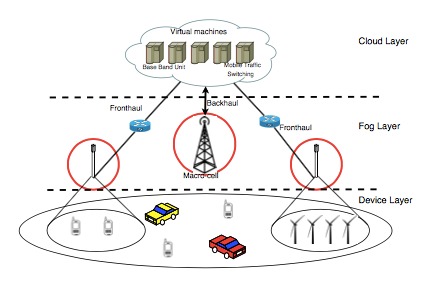 Virtual machines
Cloud Layer
Base Band Unit
Mobile Traffic
Switching
Fronthaul
Backhaul
Fronthaul
Fog Layer
Macro-cell
Device Layer